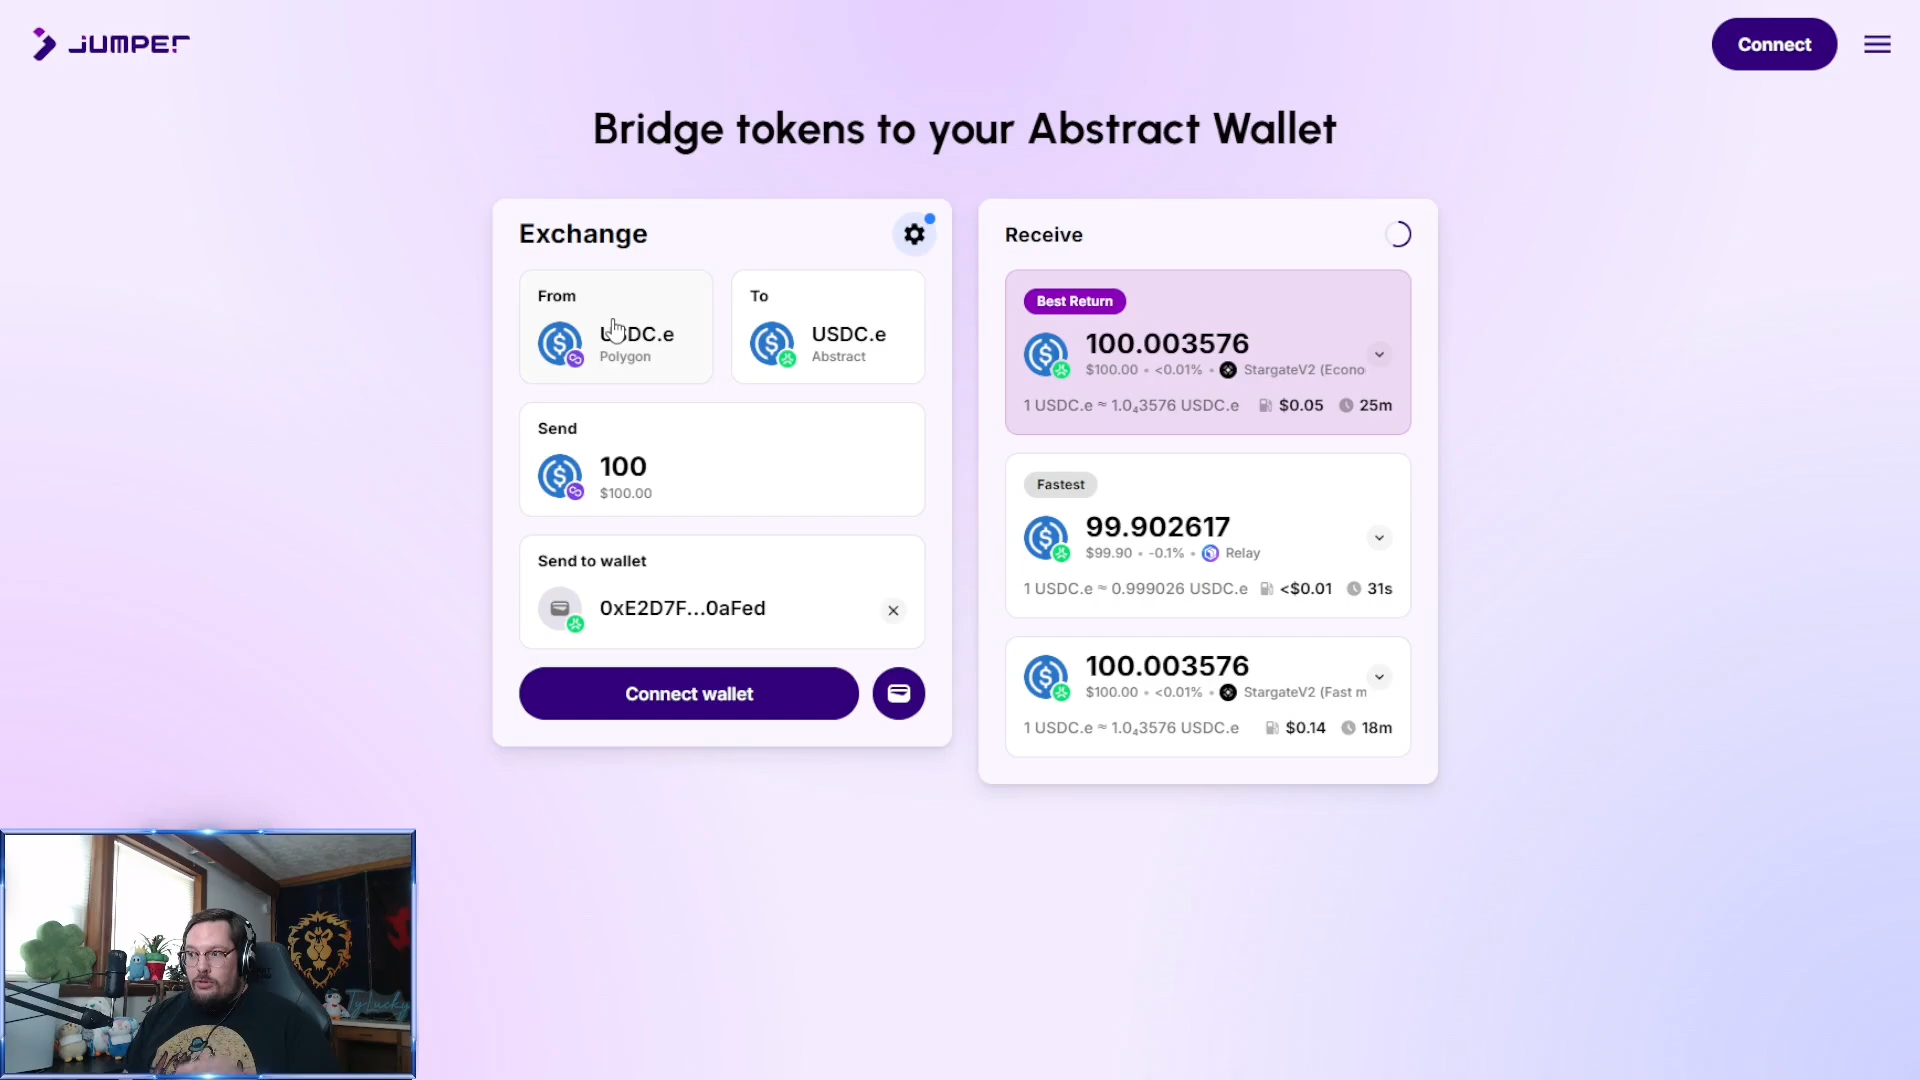 JUMPER
Connect
Bridge tokens to your Abstract Wallet
Exchange
From
USDC.e
Polygon
To
USDC.e
Abstract
Send
100
$100.00
Send to wallet
0xE2D7F...0aFed
Connect wallet
Receive
Best Return
100.003576
$100.00 • <0.01% • StargateV2 (Econo
1 USDC.e ≈ 1.0₄3576 USDC.e $0.05 25m
Fastest
99.902617
$99.90 • -0.1% • Relay
1 USDC.e ≈ 0.999026 USDC.e <$0.01 31s
100.003576
$100.00 • <0.01% • StargateV2 (Fast m
1 USDC.e ≈ 1.0₄3576 USDC.e $0.14 18m
TyLucky